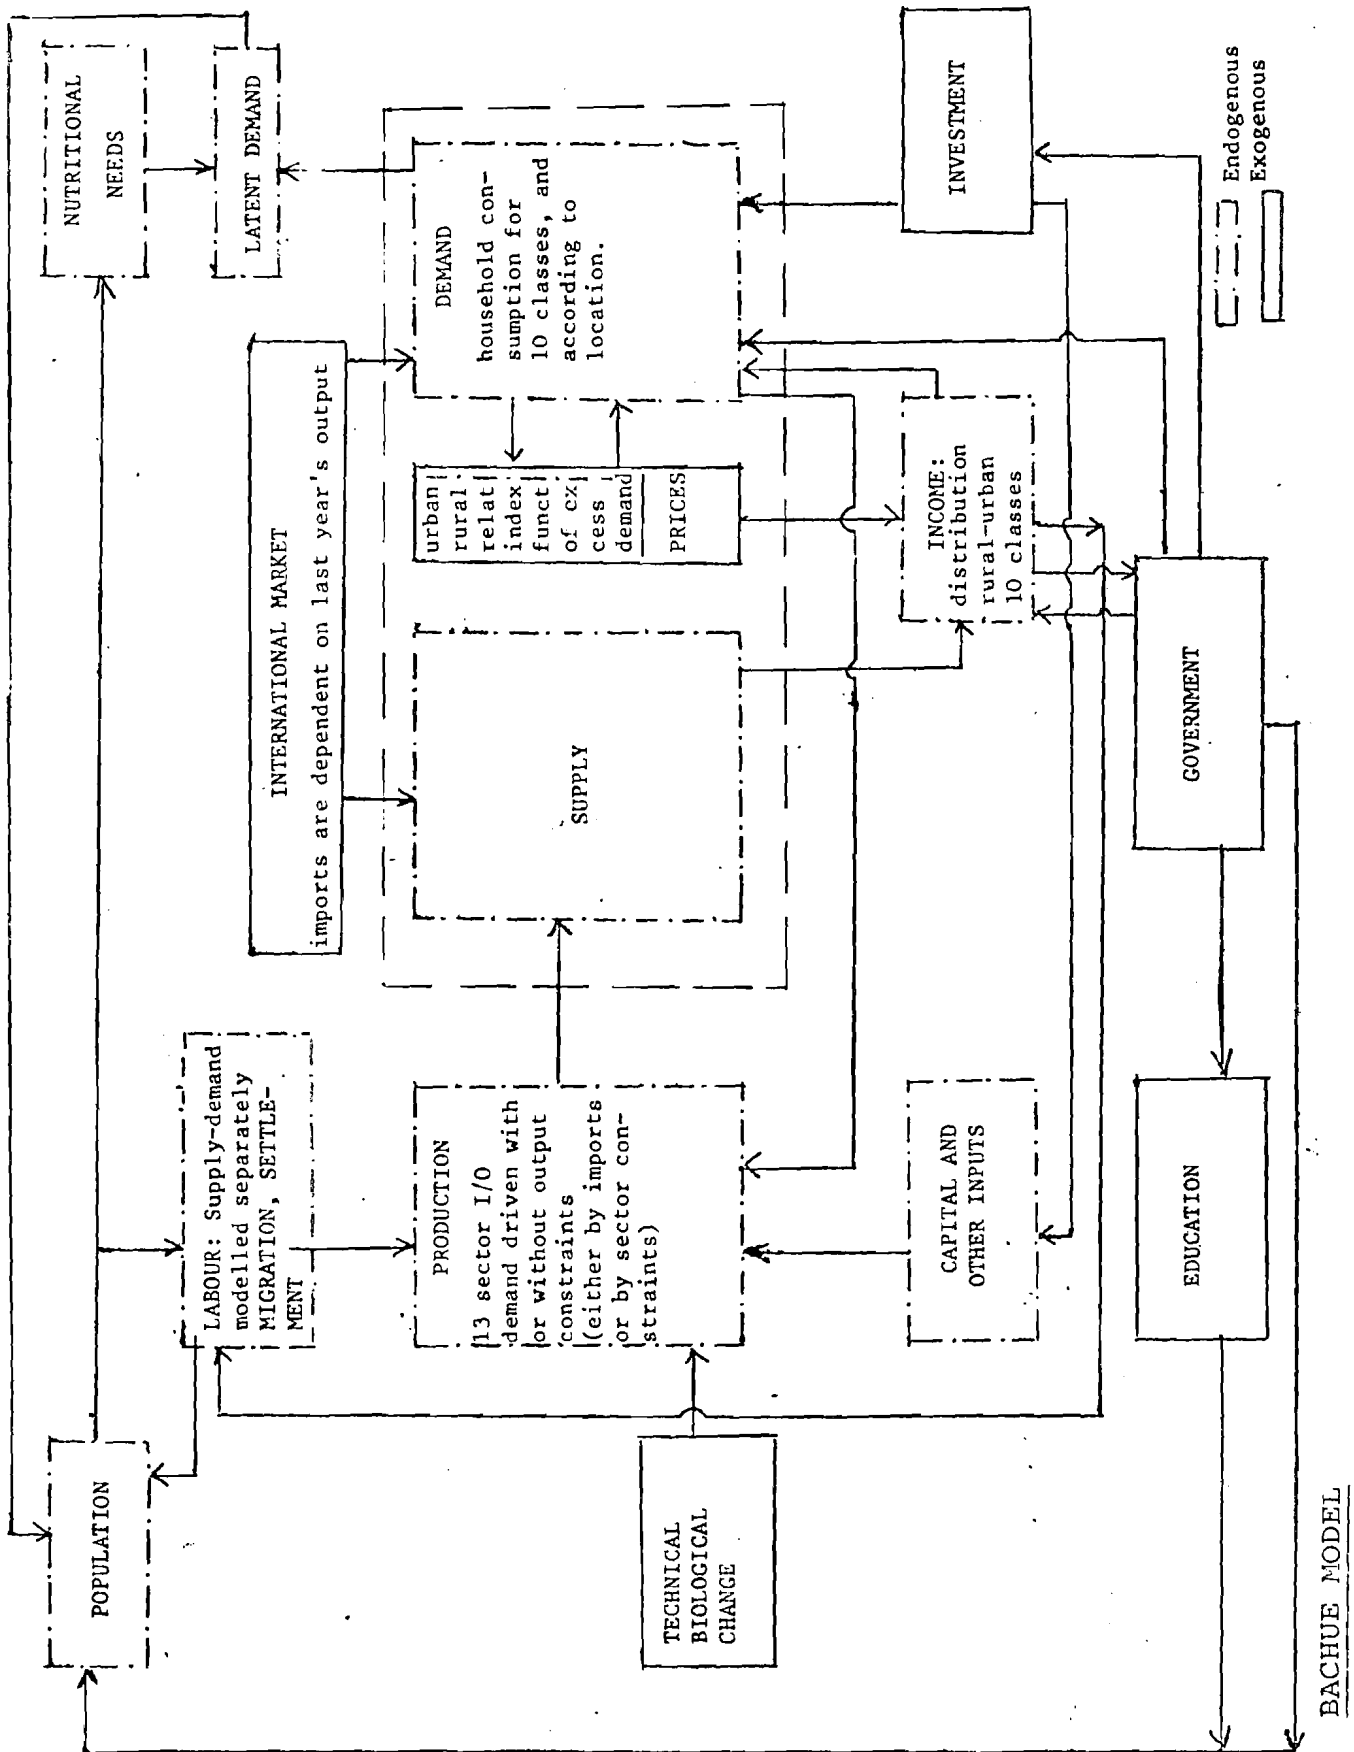 POPULATION
NUTRITIONAL
NEEDS
LATENT DEMAND
INTERNATIONAL MARKET
imports are dependent on last year's output
LABOUR: Supply-demand
modelled separately
MIGRATION, SETTLE-
MENT
PRODUCTION
13 sector I/O
demand driven with
or without output
constraints
(either by imports
or by sector con-
straints)
SUPPLY
urban
rural
relat
index
funct
of cx
cess
demand
PRICES
DEMAND
household con-
sumption for
10 classes, and
according to
location.
TECHNICAL
BIOLOGICAL
CHANGE
CAPITAL AND
OTHER INPUTS
INCOME:
distribution
rural-urban
10 classes
INVESTMENT
EDUCATION
GOVERNMENT
Endogenous
Exogenous
BACHUE MODEL